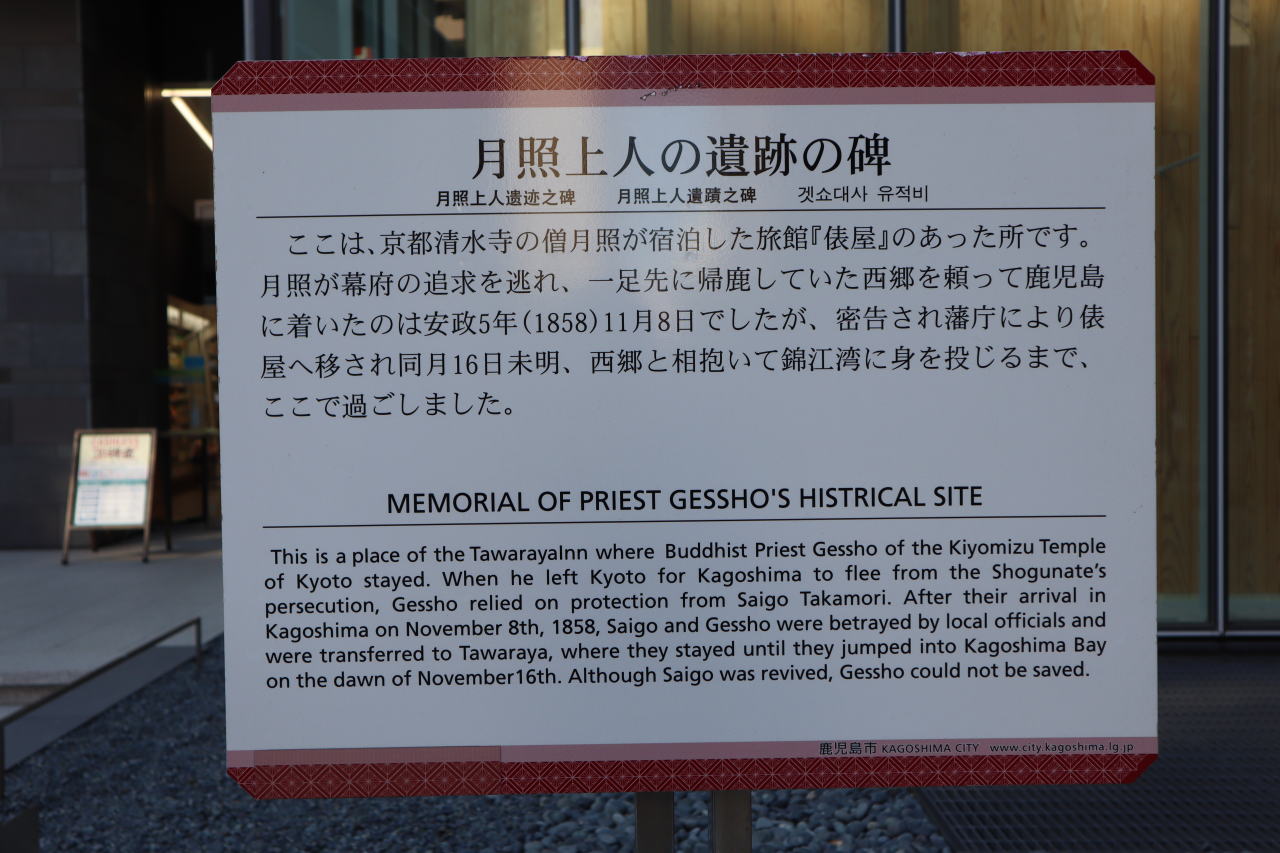 月照上人の遺跡の碑
月照上人遗迹之碑 月照上人遺蹟之碑 겟쇼대사 유적비
ここは、京都清水寺の僧月照が宿泊した旅館『俵屋』のあった所です。
月照が幕府の追求を逃れ、一足先に帰鹿していた西郷を頼って鹿児島
に着いたのは安政5年(1858)11月8日でしたが、密告され藩庁により俵
屋へ移され同月16日未明、西郷と相抱いて錦江湾に身を投じるまで、
ここで過ごしました。
MEMORIAL OF PRIEST GESSHO'S HISTRICAL SITE
This is a place of the TawarayaInn where Buddhist Priest Gessho of the Kiyomizu Temple
of Kyoto stayed. When he left Kyoto for Kagoshima to flee from the Shogunate's
persecution, Gessho relied on protection from Saigo Takamori. After their arrival in
Kagoshima on November 8th, 1858, Saigo and Gessho were betrayed by local officials and
were transferred to Tawaraya, where they stayed until they jumped into Kagoshima Bay
on the dawn of November16th. Although Saigo was revived, Gessho could not be saved.
鹿児島市 KAGOSHIMA CITY www.city.kagoshima.lg.jp